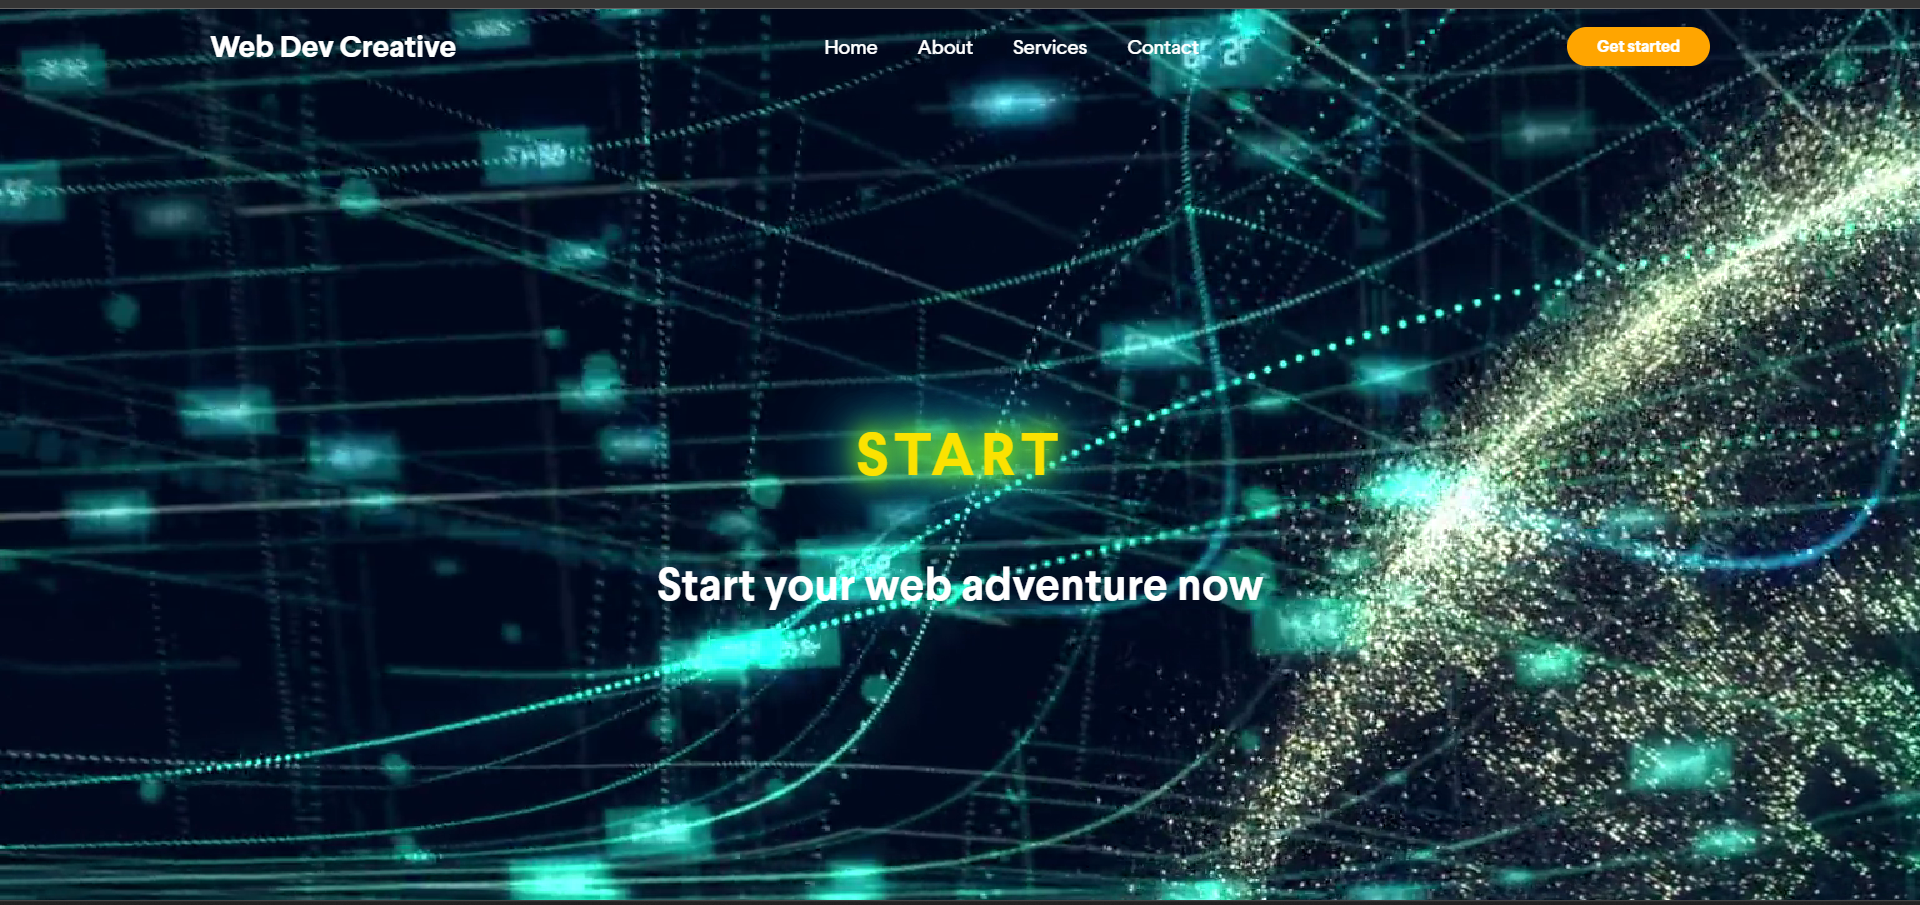 Web Dev Creative
Home About Services Contact
Get started
START
Start your web adventure now